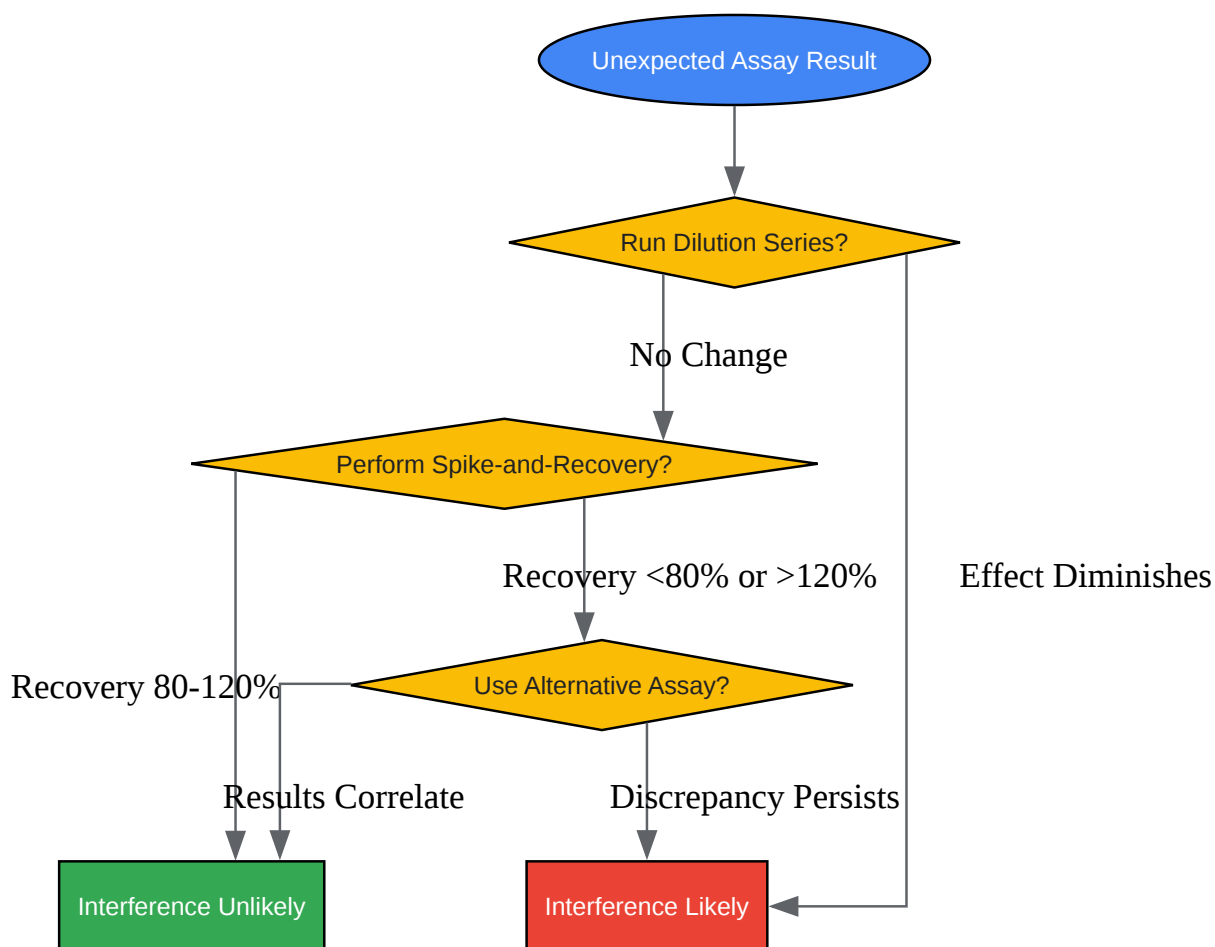 Unexpected Assay Result
Run Dilution Series?
No Change
Perform Spike-and-Recovery?
Recovery <80% or >120%
Effect Diminishes
Recovery 80-120%
Use Alternative Assay?
Results Correlate
Discrepancy Persists
Interference Unlikely
Interference Likely